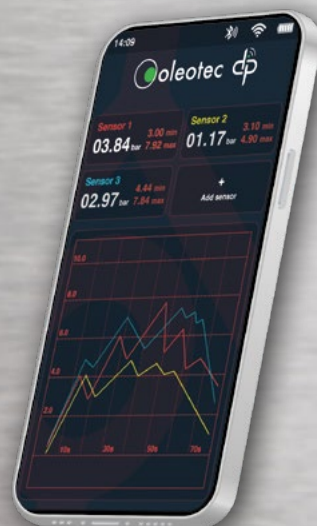 14:09
oleotec dp
Sensor 1
3.00 min
03.84 bar 7.92 max
Sensor 2
3.10 min
01.17 bar 4.90 max
Sensor 3
4.44 min
02.97 bar 7.84 max
+
Add sensor
10.0
8.0
6.0
4.0
2.0
10s 30s 50s 70s